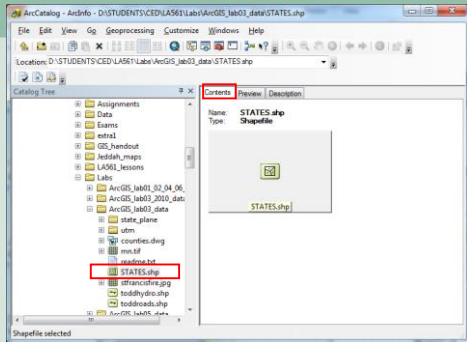 ArcCatalog - ArcInfo - D:\STUDENTS\CED\LA561\Labs\ArcGIS_lab03_data\STATES.shp
File Edit View Go Geoprocessing Customize Windows Help
Location: D:\STUDENTS\CED\LA561\Labs\ArcGIS_lab03_data\STATES.shp
Catalog Tree
Contents Preview Description
Assignments
Data
Exams
extra1
GIS_handout
Jeddah_maps
LA561_lessons
Labs
ArcGIS_lab01_02_04_06_
ArcGIS_lab03_2010_data
ArcGIS_lab03_data
state_plane
utm
counties.dwg
mn.tif
readme.txt
STATES.shp
stfrancisfire.jpg
toddhydro.shp
toddroads.shp
ArcGIS_lab05_data
Name: STATES.shp
Type: Shapefile
STATES.shp
Shapefile selected